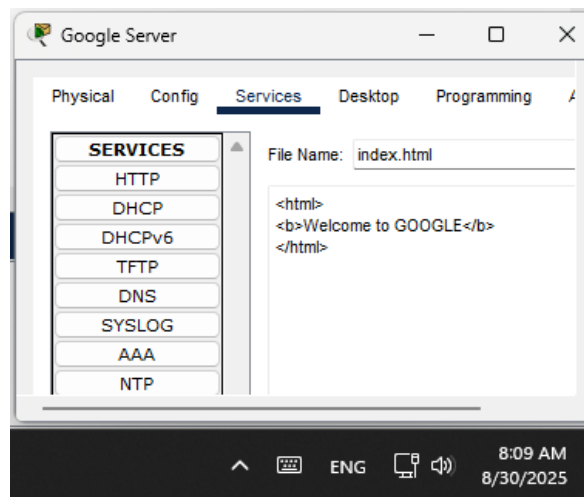 Google Server
Physical Config Services Desktop Programming A
SERVICES
HTTP
DHCP
DHCPv6
TFTP
DNS
SYSLOG
AAA
NTP
File Name: index.html
<html>
<b>Welcome to GOOGLE</b>
</html>
ENG
8:09 AM
8/30/2025